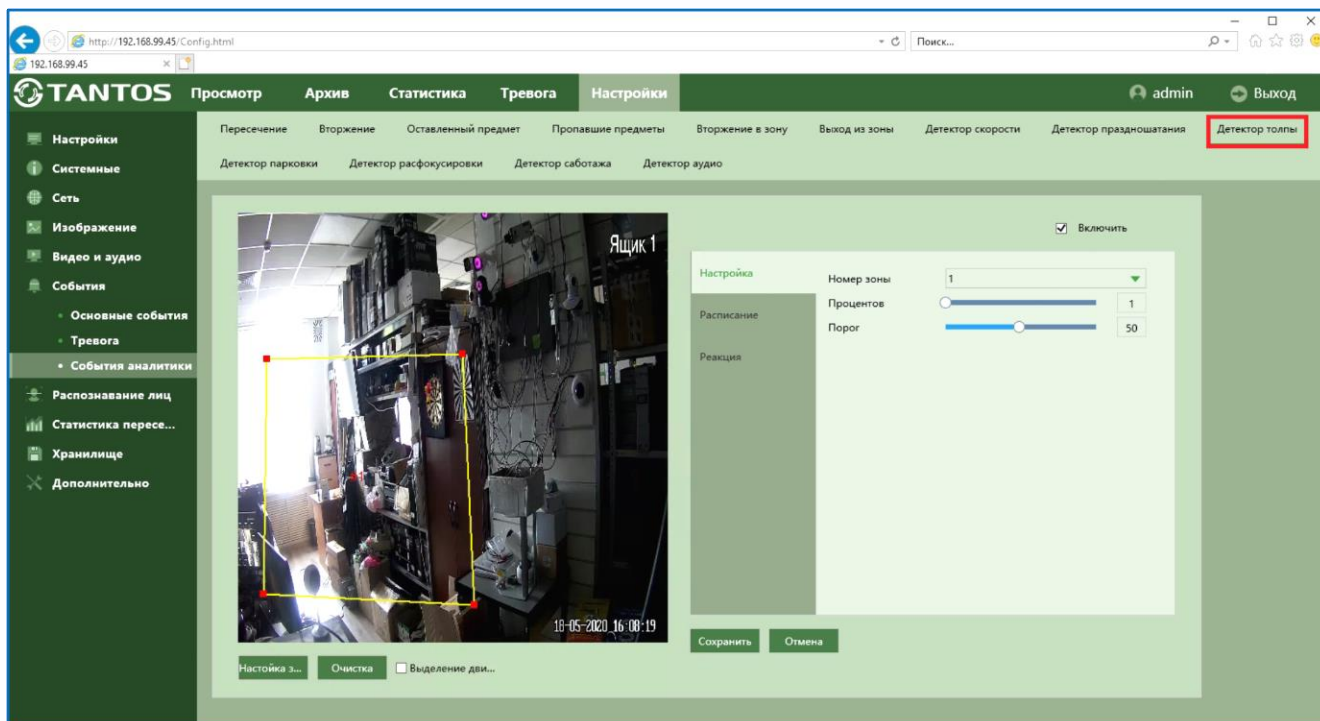 http://192.168.99.45/Config.html
Поиск...
192.168.99.45
TANTOS Просмотр Архив Статистика Тревога Настройки admin Выход
Пересечение Вторжение Оставленный предмет Пропавшие предметы Вторжение в зону Выход из зоны Детектор скорости Детектор праздношатания Детектор толпы
Детектор парковки Детектор расфокусировки Детектор саботажа Детектор аудио
Настройки
Системные
Сеть
Изображение
Видео и аудио
События
Основные события
Тревога
События аналитики
Распознавание лиц
Статистика пересе...
Хранилище
Дополнительно
Ящик 1
18-05-2020 16:08:19
Настойка з... Очистка Выделение дви...
Включить
Настройка
Расписание
Реакция
Номер зоны 1
Процентов 1
Порог 50
Сохранить Отмена